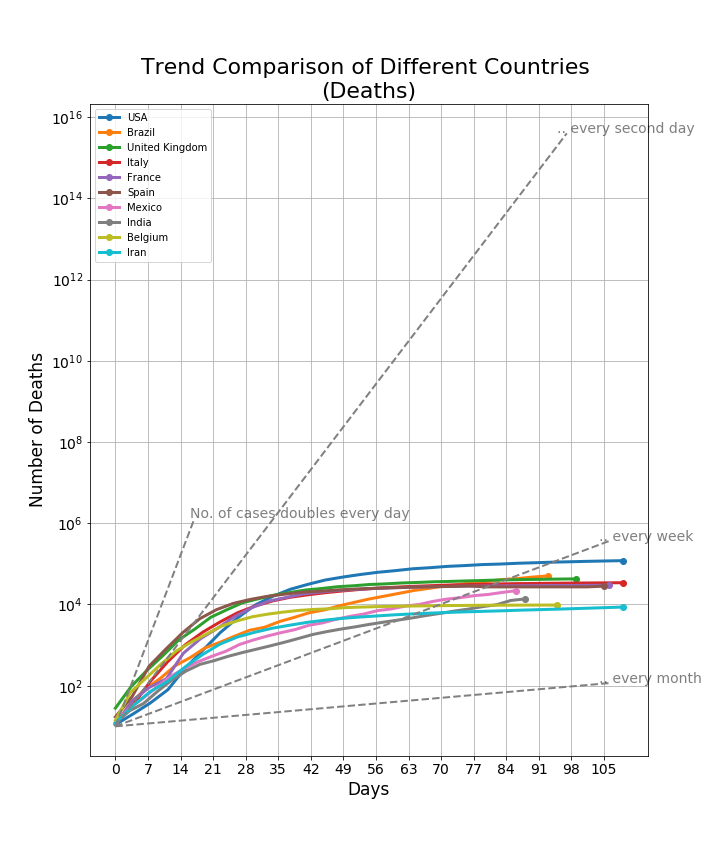 Trend Comparison of Different Countries
(Deaths)
10^16
10^14
10^12
10^10
10^8
10^6
10^4
10^2
Number of Deaths
USA
Brazil
United Kingdom
Italy
France
Spain
Mexico
India
Belgium
Iran
.. every second day
No. of cases doubles every day
.. every week
.. every month
0 7 14 21 28 35 42 49 56 63 70 77 84 91 98 105
Days